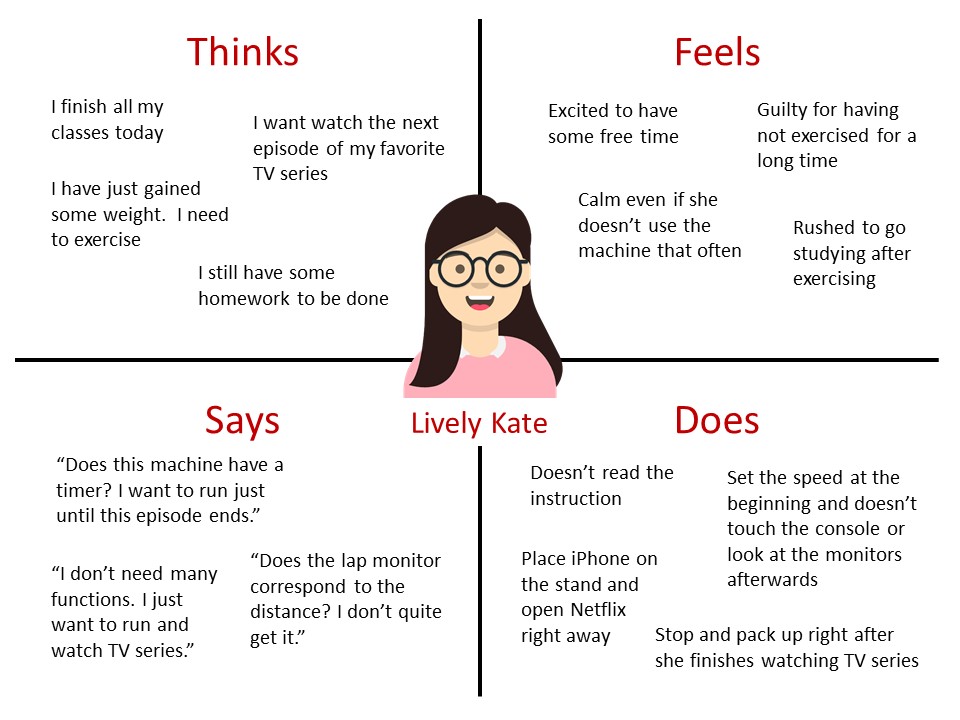 Thinks
I finish all my
classes today
I want watch the next
episode of my favorite
TV series
I have just gained
some weight.  I need
to exercise
I still have some
homework to be done
Feels
Excited to have
some free time
Guilty for having
not exercised for a
long time
Calm even if she
doesn’t use the
machine that often
Rushed to go
studying after
exercising
Says
“Does this machine have a
timer? I want to run just
until this episode ends.”
“I don’t need many
functions. I just
want to run and
watch TV series.”
“Does the lap monitor
correspond to the
distance? I don’t quite
get it.”
Lively Kate
Does
Doesn’t read the
instruction
Set the speed at the
beginning and doesn’t
touch the console or
look at the monitors
afterwards
Place iPhone on
the stand and
open Netflix
right away
Stop and pack up right after
she finishes watching TV series